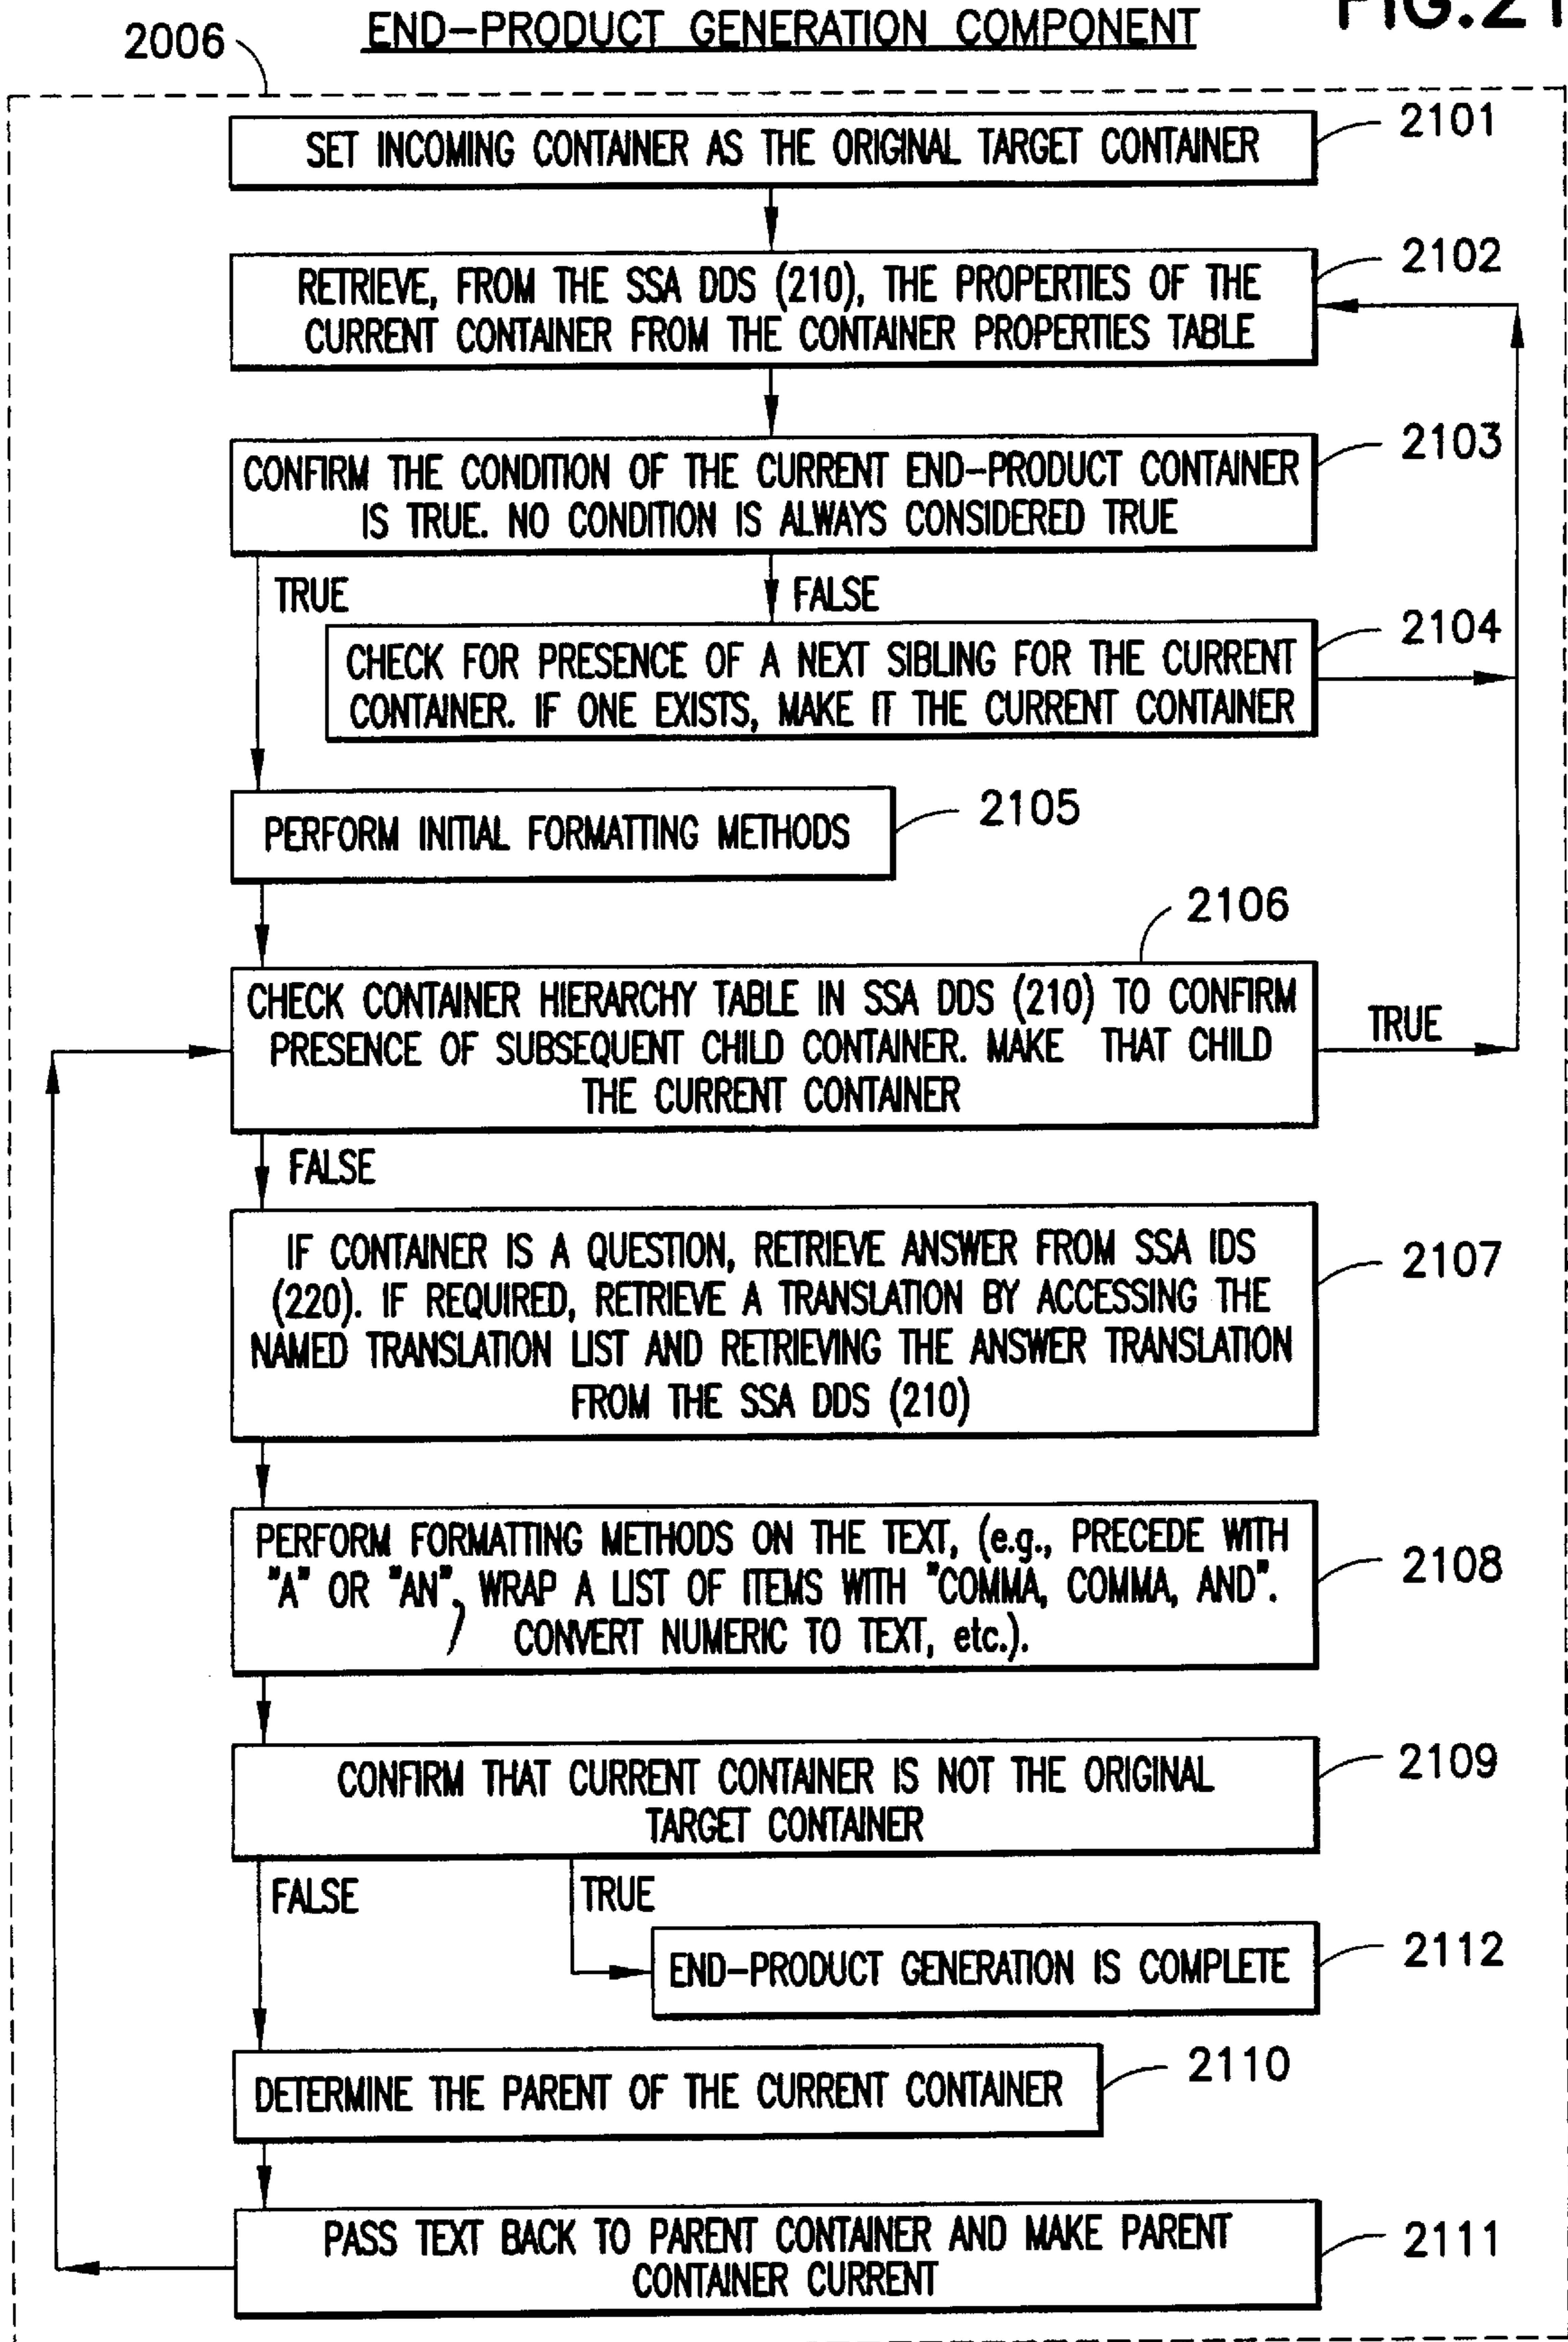 FIG.21
END-PRODUCT GENERATION COMPONENT
2006
SET INCOMING CONTAINER AS THE ORIGINAL TARGET CONTAINER
2101
RETRIEVE, FROM THE SSA DDS (210), THE PROPERTIES OF THE
CURRENT CONTAINER FROM THE CONTAINER PROPERTIES TABLE
2102
CONFIRM THE CONDITION OF THE CURRENT END-PRODUCT CONTAINER
IS TRUE. NO CONDITION IS ALWAYS CONSIDERED TRUE
2103
TRUE
FALSE
CHECK FOR PRESENCE OF A NEXT SIBLING FOR THE CURRENT
CONTAINER. IF ONE EXISTS, MAKE IT THE CURRENT CONTAINER
2104
PERFORM INITIAL FORMATTING METHODS
2105
2106
CHECK CONTAINER HIERARCHY TABLE IN SSA DDS (210) TO CONFIRM
PRESENCE OF SUBSEQUENT CHILD CONTAINER. MAKE THAT CHILD
THE CURRENT CONTAINER
TRUE
FALSE
IF CONTAINER IS A QUESTION, RETRIEVE ANSWER FROM SSA IDS
(220). IF REQUIRED, RETRIEVE A TRANSLATION BY ACCESSING THE
NAMED TRANSLATION LIST AND RETRIEVING THE ANSWER TRANSLATION
FROM THE SSA DDS (210)
2107
PERFORM FORMATTING METHODS ON THE TEXT, (e.g., PRECEDE WITH
"A" OR "AN", WRAP A LIST OF ITEMS WITH "COMMA, COMMA, AND".
CONVERT NUMERIC TO TEXT, etc.).
2108
CONFIRM THAT CURRENT CONTAINER IS NOT THE ORIGINAL
TARGET CONTAINER
2109
FALSE
TRUE
END-PRODUCT GENERATION IS COMPLETE
2112
DETERMINE THE PARENT OF THE CURRENT CONTAINER
2110
PASS TEXT BACK TO PARENT CONTAINER AND MAKE PARENT
CONTAINER CURRENT
2111